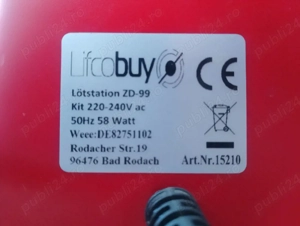 Lifcobuy CE
Lötstation ZD-99
Kit 220-240V ac
50Hz 58 Watt
Weee:DE82751102
Rodacher Str.19
96476 Bad Rodach Art.Nr.15210